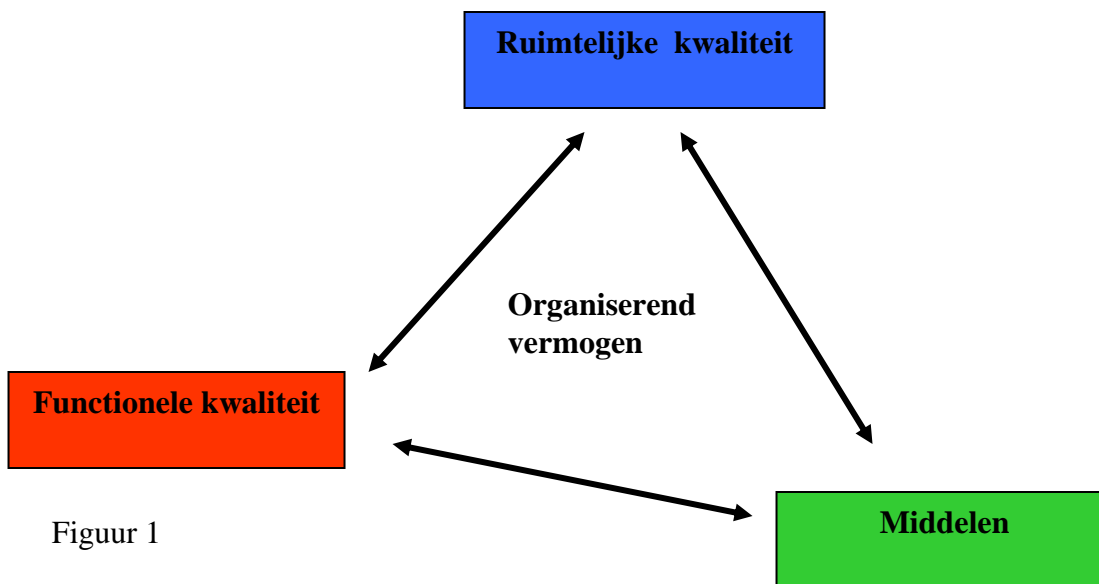 Ruimtelijke kwaliteit
Organiserend
vermogen
Functionele kwaliteit
Middelen
Figuur 1